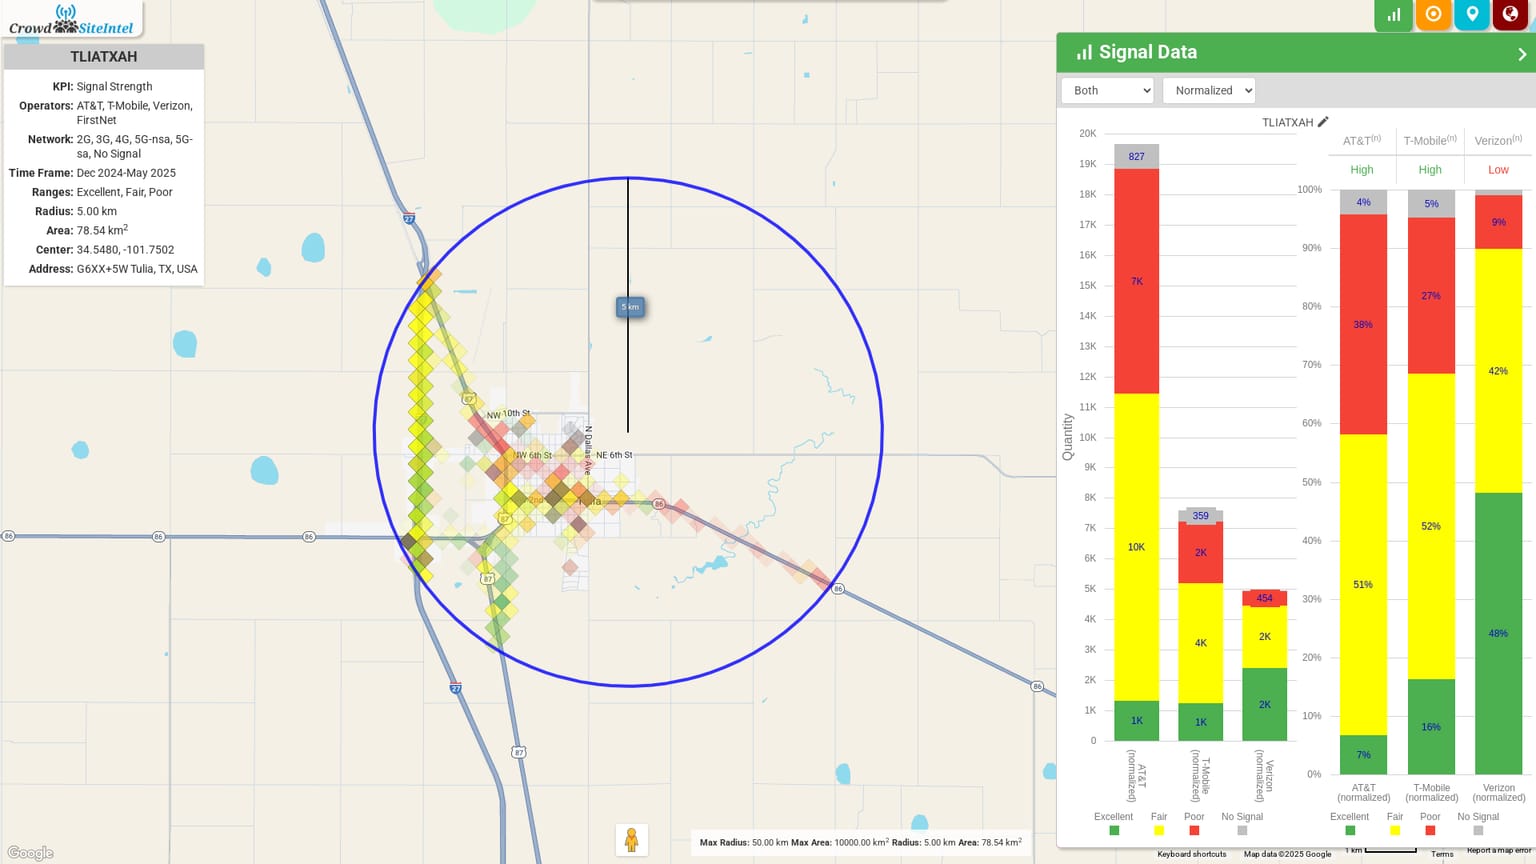 Crowd SiteIntel
TLIATXAH
KPI: Signal Strength
Operators: AT&T, T-Mobile, Verizon,
FirstNet
Network: 2G, 3G, 4G, 5G-nsa, 5G-
sa, No Signal
Time Frame: Dec 2024-May 2025
Ranges: Excellent, Fair, Poor
Radius: 5.00 km
Area: 78.54 km²
Center: 34.5480, -101.7502
Address: G6XX+5W Tulia, TX, USA
27
5 km
87
NW 10th St
N Dallas Ave
NW 6th St
NE 6th St
86
87
86
86
86
87
86
27
86
87
Google
Max Radius: 50.00 km Max Area: 10000.00 km² Radius: 5.00 km Area: 78.54 km²
Keyboard shortcuts
Map data ©2025 Google
1 km
Terms
Report a map error
Signal Data
Both
Normalized
TLIATXAH
Quantity
20K
19K
18K
17K
16K
15K
14K
13K
12K
11K
10K
9K
8K
7K
6K
5K
4K
3K
2K
1K
0
827
7K
10K
1K
359
2K
4K
1K
454
2K
2K
AT&T
(normalized)
T-Mobile
(normalized)
Verizon
(normalized)
Excellent
Fair
Poor
No Signal
AT&T(n)
T-Mobile(n)
Verizon(n)
High
High
Low
100%
90%
80%
70%
60%
50%
40%
30%
20%
10%
0%
4%
38%
51%
7%
5%
27%
52%
16%
9%
42%
48%
AT&T
(normalized)
T-Mobile
(normalized)
Verizon
(normalized)
Excellent
Fair
Poor
No Signal